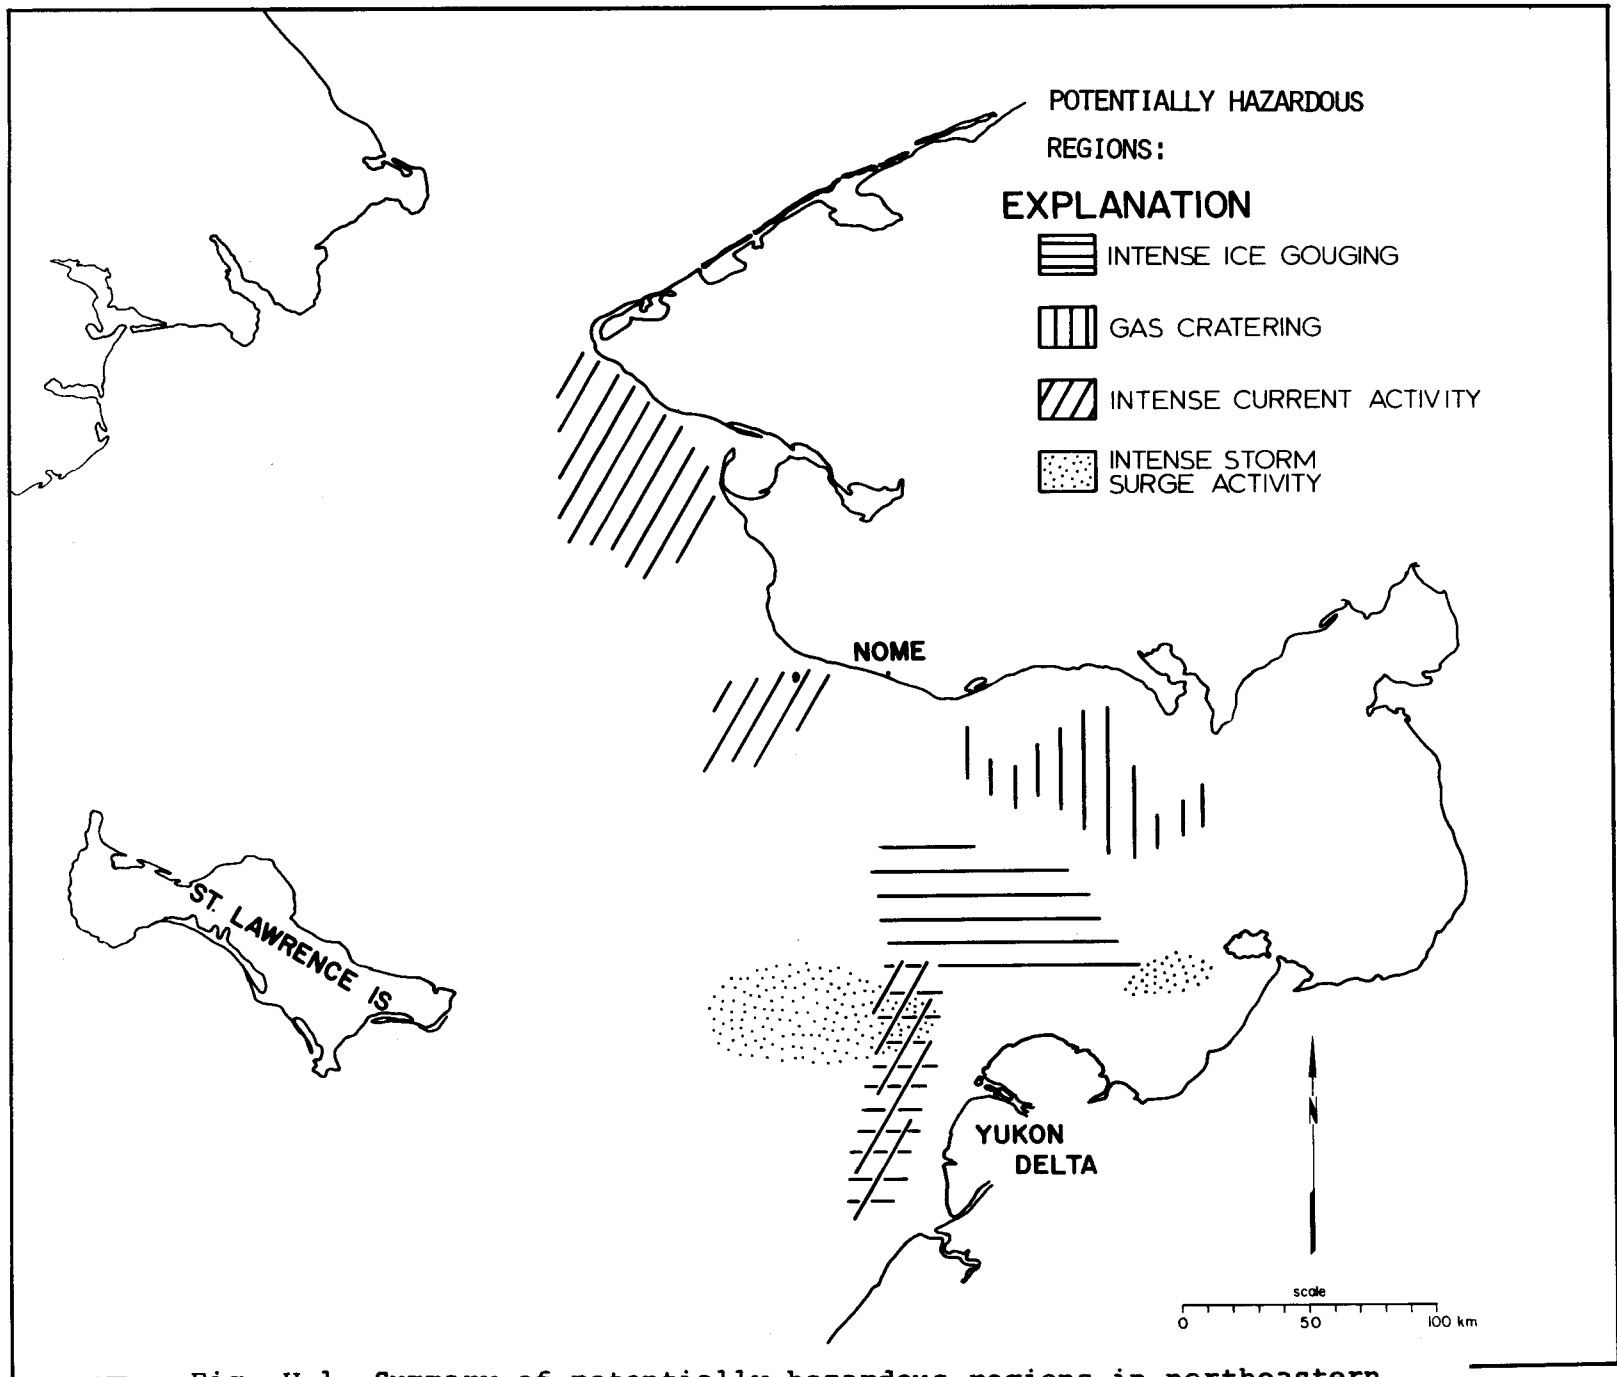 POTENTIALLY HAZARDOUS
REGIONS:
EXPLANATION
INTENSE ICE GOUGING
GAS CRATERING
INTENSE CURRENT ACTIVITY
INTENSE STORM
SURGE ACTIVITY
NOME
ST. LAWRENCE IS
YUKON
DELTA
N
scale
0 50 100 km
Summary of potentially hazardous regions in northeastern